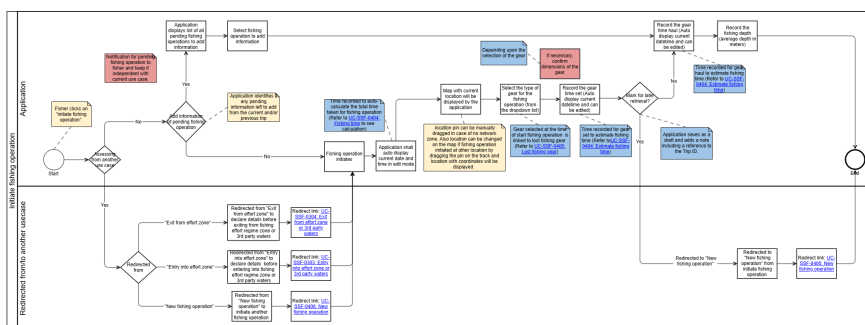 Initiate fishing operation
Application
Redirected from/to another usecase
Fisher clicks on
"Initiate fishing
operation"
Start
Assessing
from another
use case
No
Yes
Notification for pending
fishing operation to
fisher and keep it
independent with
current use case.
Application
displays list of all
pending fishing
operations to add
information
Select fishing
operation to add
information
Yes
Add information
of pending fishing
operation
Application identifies
any pending
information left to add
from the current and/or
previous trip
No
Fishing operation
initiates
Time recorded to auto-
calculate the total time
taken for fishing operation
(Refer to UC-SSF-0404:
Fishing time to see
calculation)
Application shall
auto display
current date and
time in edit mode
Map with current
location will be
displayed by the
application
location pin can be manually
dragged in case of no network
zone. Also location can be changed
on the map if fishing operation
initiated at other location by
dragging the pin on the track and
location with coordinates will be
displayed.
Depending upon
the selection of the
gear
If necessary,
confirm
dimensions of the
gear
Select the type of
gear for the
fishing operation
(from the
dropdown list)
Gear selected at the time
of start fishing operation
is linked to lost fishing gear
(Refer to UC-SSF-0405:
Lost fishing gear)
Record the gear
time set (Auto
display current
datetime and can
be edited)
Time recorded for gear
set to estimate fishing
time (Refer to UC-SSF-
0404: Estimate fishing
time)
Mark for later
retrieval?
No
Yes
Application saves as
draft and adds a note
including a reference to
the Trip ID.
Record the gear
time haul (Auto
display current
datetime and can
be edited)
Time recorded for gear
haul to estimate fishing
time (Refer to UC-SSF-
0404: Estimate fishing
time)
Record the
fishing depth
(average depth in
meters)
End
Redirected
from
"Exit from effort zone"
Redirected from "Exit
from effort zone" to
declare details before
exiting from fishing
effort regime zone or
3rd party waters
Redirect link: UC-
SSF-0304: Exit
from effort zone
or 3rd party
waters
"Entry into effort zone"
Redirected from "Entry
into effort zone" to
declare details before
entering into fishing
effort regime zone or
3rd party waters
Redirect link: UC-
SSF-0303: Entry
into effort zone or
3rd party waters
"New fishing operation"
Redirected from
"New fishing
operation" to
initiate another
fishing operation
Redirect link: UC-
SSF-0406: New
fishing operation
Redirected to "New
fishing operation"
Redirected to
"New fishing
operation" from
initiate fishing
operation
Redirect link: UC-
SSF-0406: New
fishing operation